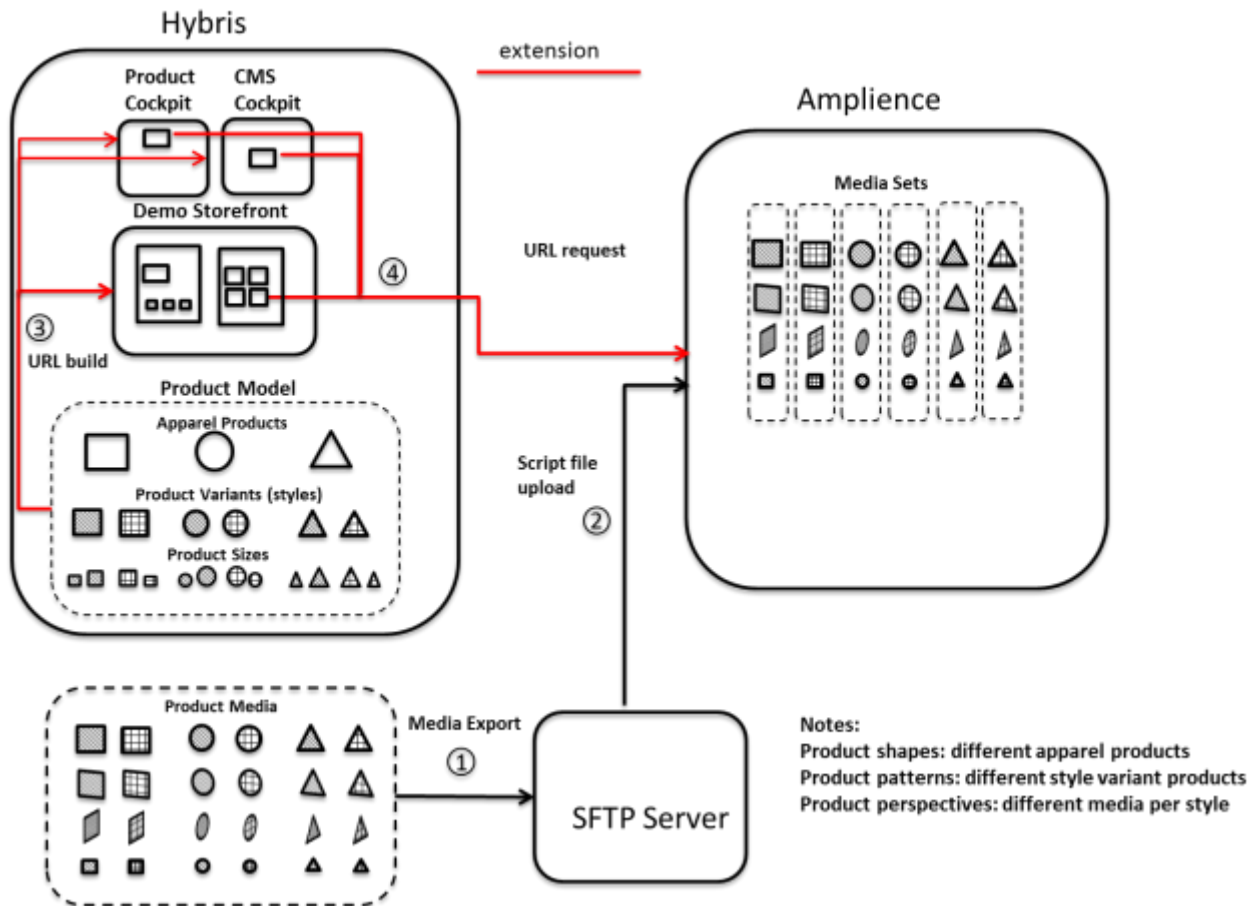 Hybris
extension
Product
Cockpit
CMS
Cockpit
Amplience
Media Sets
Demo Storefront
URL request
④
③
URL build
Product Model
Apparel Products
Product Variants (styles)
Product Sizes
Script file
upload
②
Product Media
Media Export
①
SFTP Server
Notes:
Product shapes: different apparel products
Product patterns: different style variant products
Product perspectives: different media per style